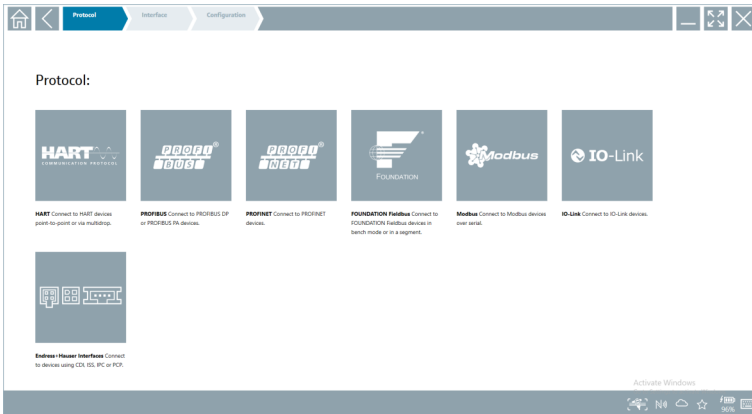 Protocol
Interface
Configuration
Protocol:
HART
COMMUNICATION PROTOCOL
PROFI®
BUS
PROFI®
NET
FOUNDATION
Modbus
IO-Link
HART Connect to HART devices
point-to-point or via multidrop.
PROFIBUS Connect to PROFIBUS DP
or PROFIBUS PA devices.
PROFINET Connect to PROFINET
devices.
FOUNDATION Fieldbus Connect to
FOUNDATION Fieldbus devices in
bench mode or in a segment.
Modbus Connect to Modbus devices
over serial.
IO-Link Connect to IO-Link devices.
Endress+Hauser Interfaces Connect
to devices using CDI, ISS, IPC or PCP.
Activate Windows
96%